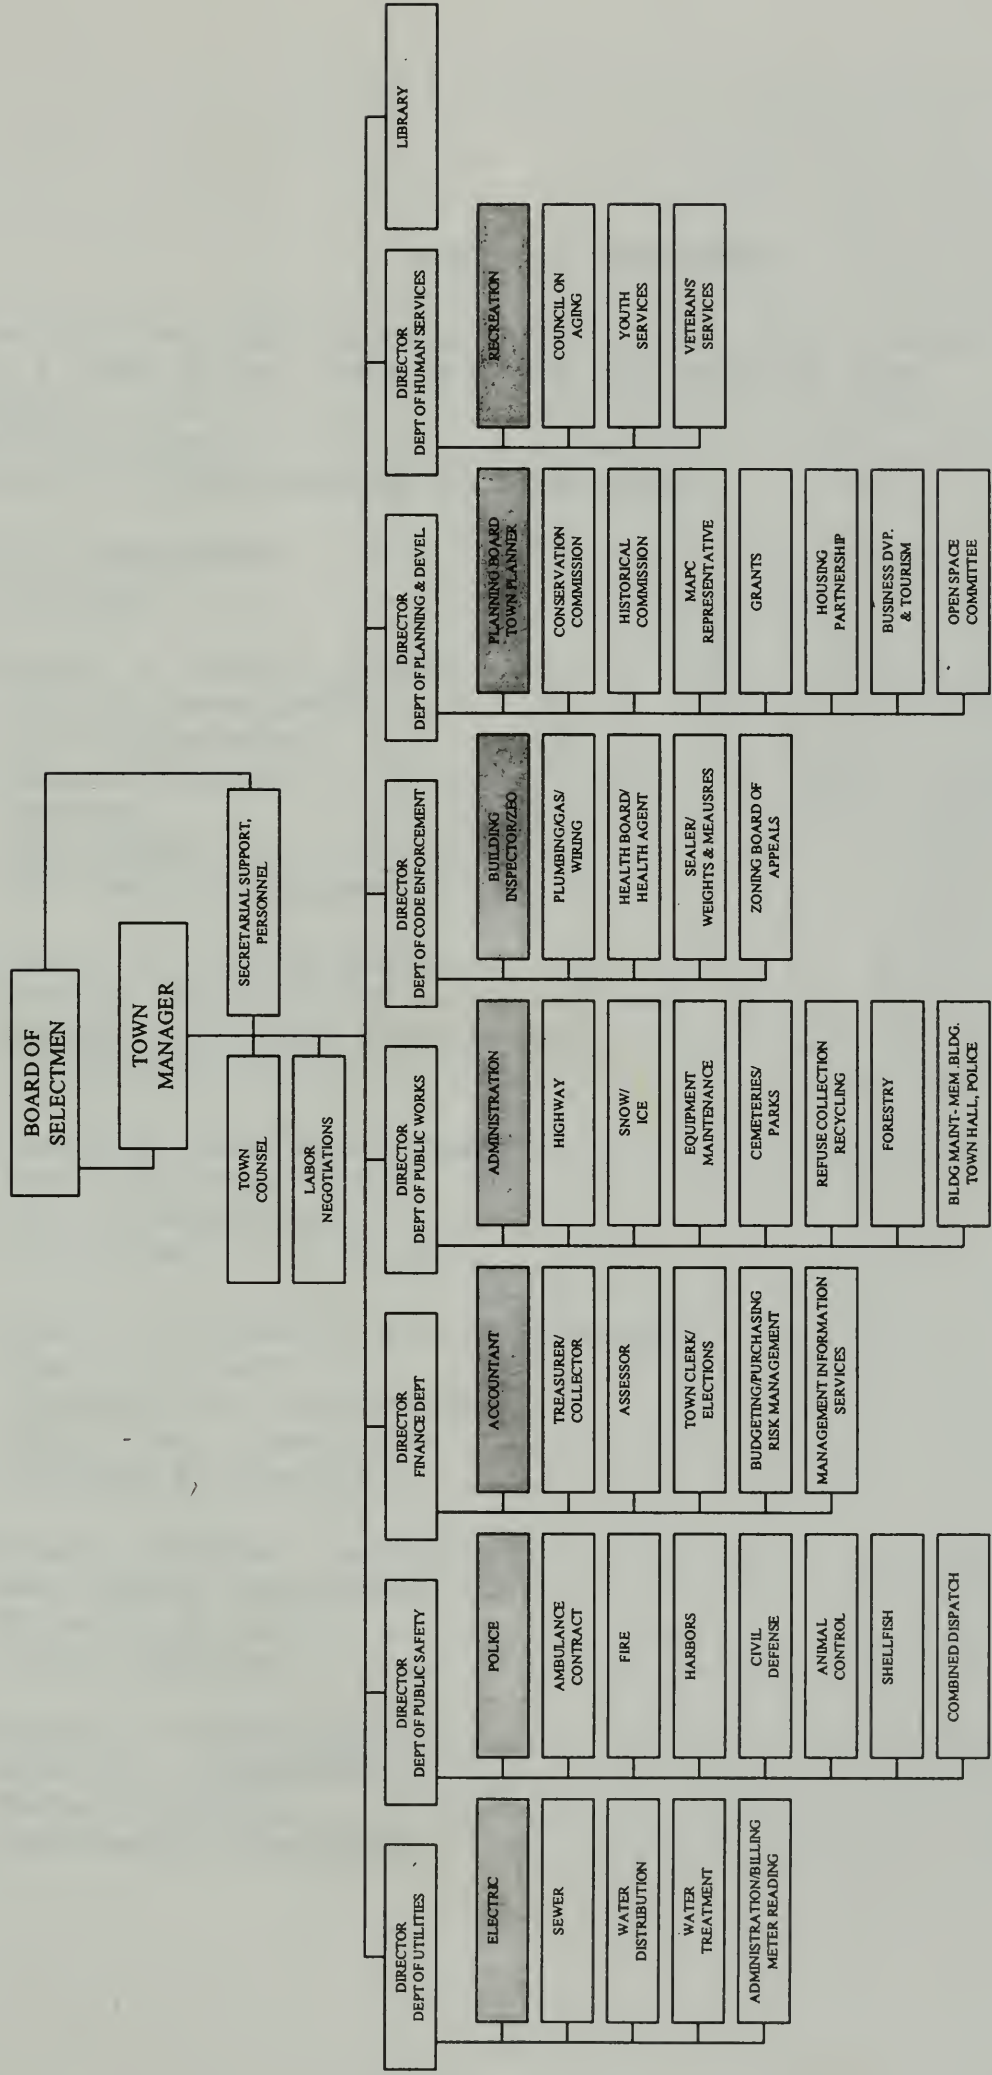 BOARD OF
SELECTMEN
TOWN
MANAGER
TOWN
COUNSEL
SECRETARIAL SUPPORT,
PERSONNEL
LABOR
NEGOTIATIONS
DIRECTOR
DEPT OF UTILITIES
ELECTRIC
SEWER
WATER
DISTRIBUTION
WATER
TREATMENT
ADMINISTRATION/BILLING
METER READING
DIRECTOR
DEPT OF PUBLIC SAFETY
POLICE
AMBULANCE
CONTRACT
FIRE
HARBORS
CIVIL
DEFENSE
ANIMAL
CONTROL
SHELLFISH
COMBINED DISPATCH
DIRECTOR
FINANCE DEPT
ACCOUNTANT
TREASURER/
COLLECTOR
ASSESSOR
TOWN CLERK/
ELECTIONS
BUDGETING/PURCHASING
RISK MANAGEMENT
MANAGEMENT INFORMATION
SERVICES
DIRECTOR
DEPT OF PUBLIC WORKS
ADMINISTRATION
HIGHWAY
SNOW/
ICE
EQUIPMENT
MAINTENANCE
CEMETERIES/
PARKS
REFUSE COLLECTION
RECYCLING
FORESTRY
BLDG MAINT- MEM .BLDG.
TOWN HALL, POLICE
DIRECTOR
DEPT OF CODE ENFORCEMENT
BUILDING
INSPECTOR/ZEO
PLUMBING/GAS/
WIRING
HEALTH BOARD/
HEALTH AGENT
SEALER/
WEIGHTS & MEAUSRES
ZONING BOARD OF
APPEALS
DIRECTOR
DEPT OF PLANNING & DEVEL.
PLANNING BOARD
TOWN PLANNER
CONSERVATION
COMMISSION
HISTORICAL
COMMISSION
MAPC
REPRESENTATIVE
GRANTS
HOUSING
PARTNERSHIP
BUSINESS DVP.
& TOURISM
OPEN SPACE
COMMITTEE
DIRECTOR
DEPT OF HUMAN SERVICES
RECREATION
COUNCIL ON
AGING
YOUTH
SERVICES
VETERANS'
SERVICES
LIBRARY